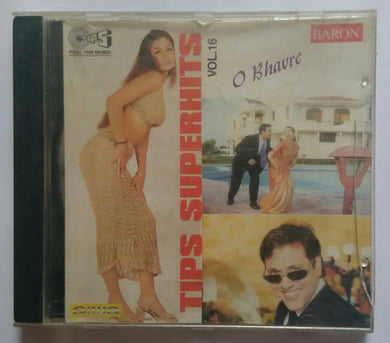 TIPS
FEEL THE MUSIC
TIPS SUPERHITS
VOL.16
O Bhavre
BARON